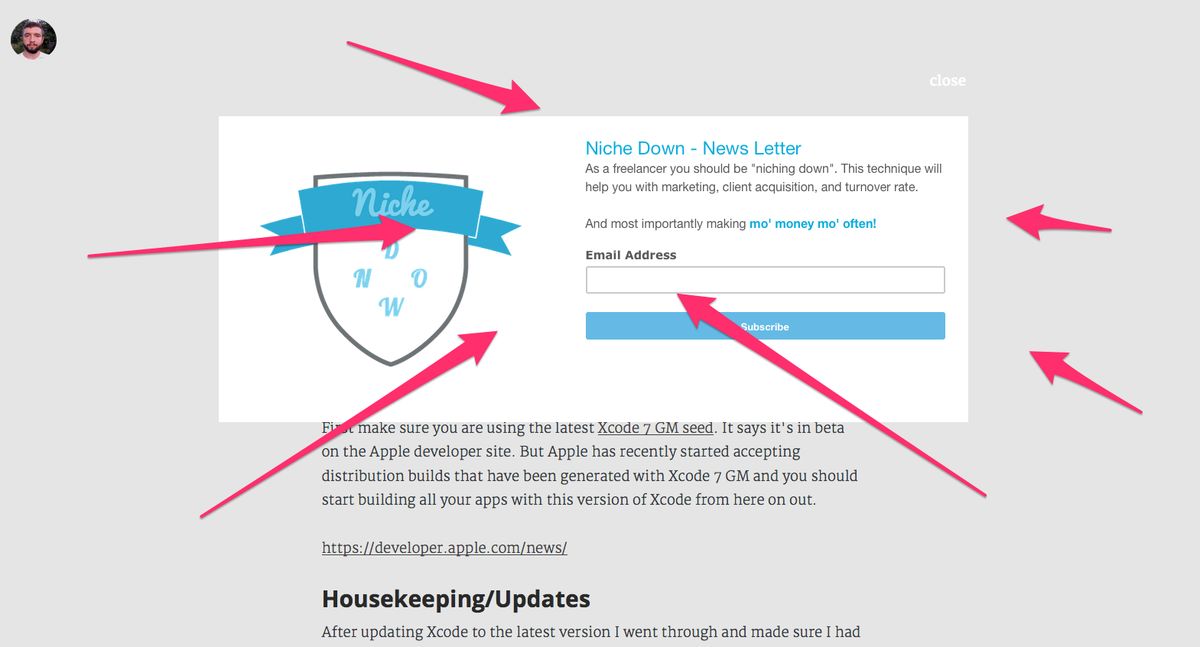 close
Niche
D
N O
W
Niche Down - News Letter
As a freelancer you should be "niching down". This technique will
help you with marketing, client acquisition, and turnover rate.
And most importantly making mo' money mo' often!
Email Address
Subscribe
First make sure you are using the latest Xcode 7 GM seed. It says it's in beta
on the Apple developer site. But Apple has recently started accepting
distribution builds that have been generated with Xcode 7 GM and you should
start building all your apps with this version of Xcode from here on out.
https://developer.apple.com/news/
Housekeeping/Updates
After updating Xcode to the latest version I went through and made sure I had